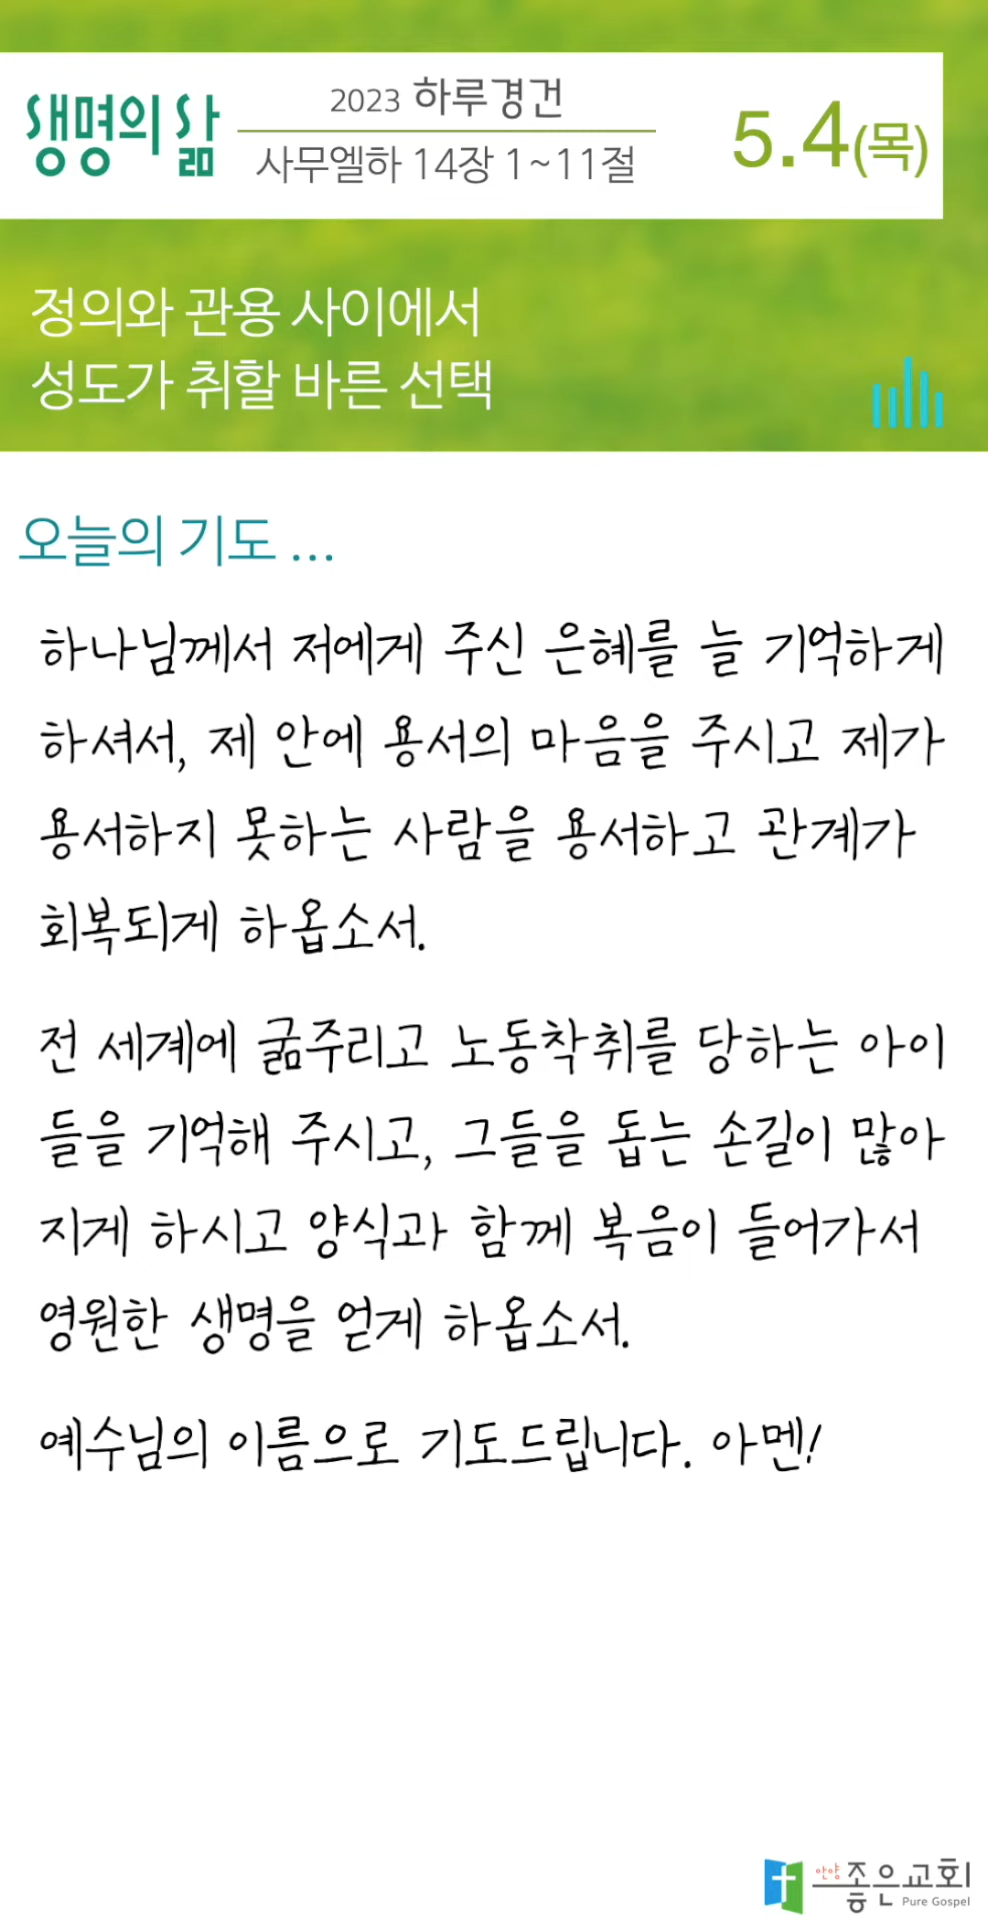 생명의 삶
2023 하루경건
사무엘하 14장 1~11절
5.4(목)
정의와 관용 사이에서
성도가 취할 바른 선택
오늘의 기도 ...
하나님께서 저에게 주신 은혜를 늘 기억하게
하셔서, 제 안에 용서의 마음을 주시고 제가
용서하지 못하는 사람을 용서하고 관계가
회복되게 하옵소서.
전 세계에 굶주리고 노동착취를 당하는 아이
들을 기억해 주시고, 그들을 돕는 손길이 많아
지게 하시고 양식과 함께 복음이 들어가서
영원한 생명을 얻게 하옵소서.
예수님의 이름으로 기도드립니다. 아멘!
안양 좋은교회
Pure Gospel